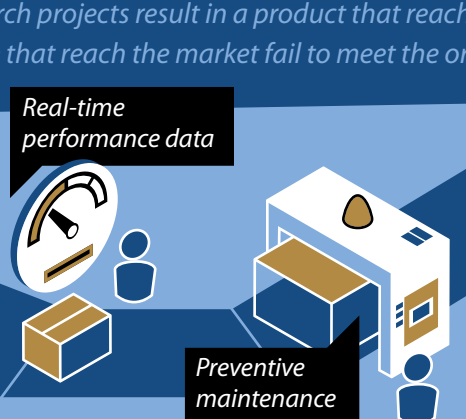 rch projects result in a product that reach
that reach the market fail to meet the or
Real-time
performance data
Preventive
maintenance